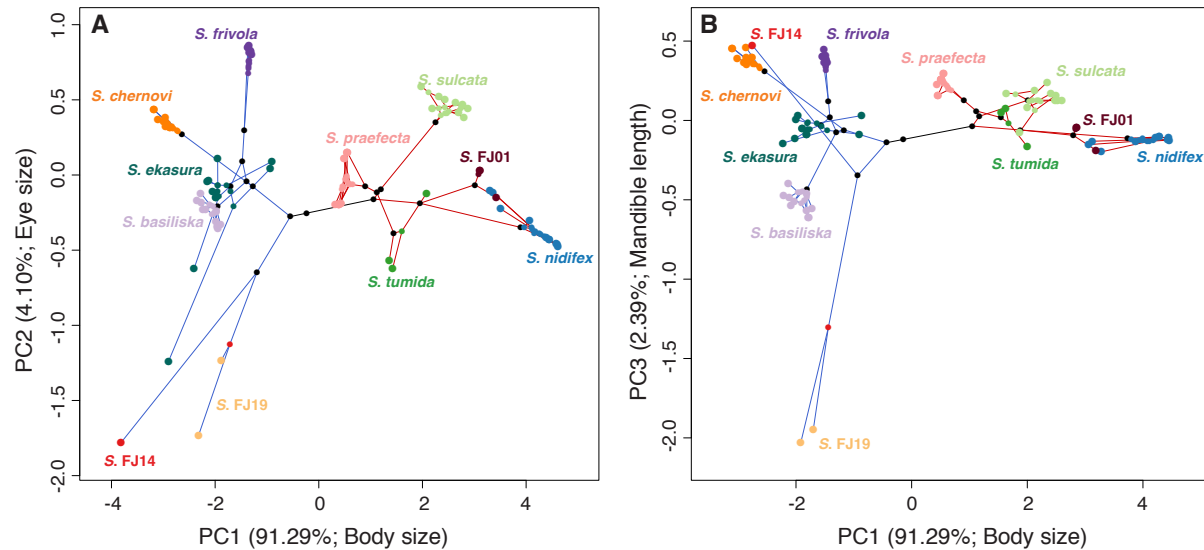 A
S. frivola
S. sulcata
S. chernovi
S. praefecta
S. FJ01
S. ekasura
S. basiliska
S. nidifex
S. tumida
S. FJ19
S. FJ14
1.0
0.5
0.0
-0.5
-1.0
-1.5
-2.0
PC2 (4.10%; Eye size)
-4
-2
0
2
4
PC1 (91.29%; Body size)
B
S. FJ14
S. frivola
S. praefecta
S. sulcata
S. chernovi
S. FJ01
S. ekasura
S. tumida
S. nidifex
S. basiliska
S. FJ19
0.5
0.0
-0.5
-1.0
-1.5
-2.0
PC3 (2.39%; Mandible length)
-2
0
2
4
PC1 (91.29%; Body size)